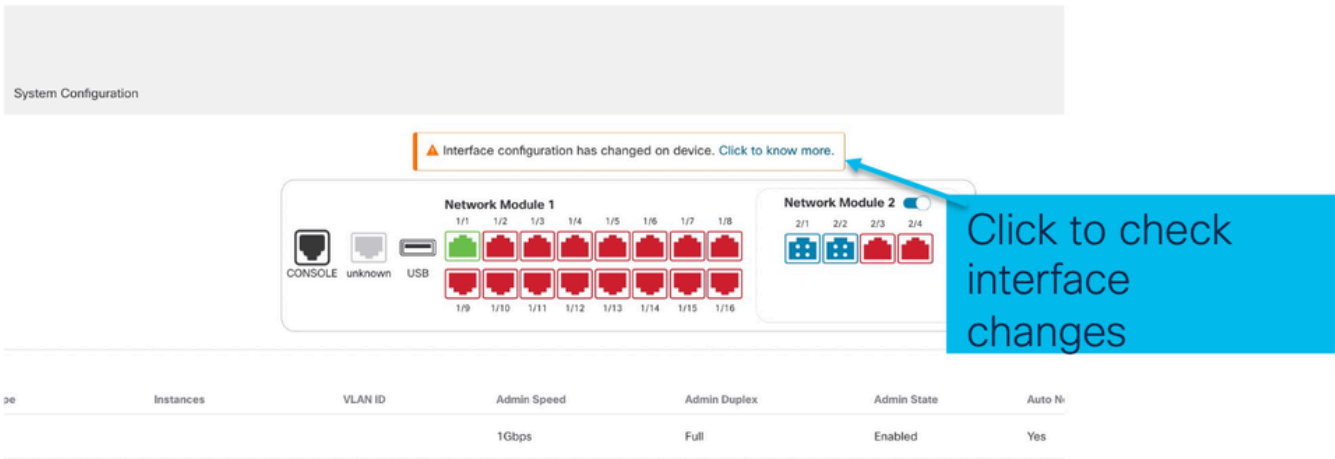 System Configuration
Interface configuration has changed on device. Click to know more.
Network Module 1
Network Module 2
1/1 1/2 1/3 1/4 1/5 1/6 1/7 1/8
2/1 2/2 2/3 2/4
CONSOLE unknown USB
1/9 1/10 1/11 1/12 1/13 1/14 1/15 1/16
Click to check
interface
changes
pe Instances VLAN ID Admin Speed Admin Duplex Admin State Auto
1Gbps Full Enabled Yes